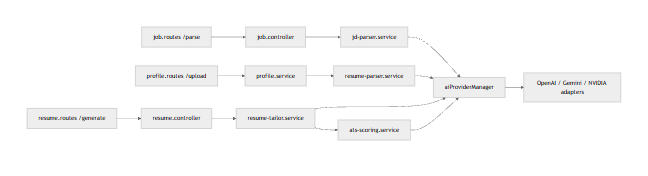 job.routes /parse
job.controller
jd-parser.service
profile.routes /upload
profile.service
resume-parser.service
aiProviderManager
OpenAI / Gemini / NVIDIA
adapters
resume.routes /generate
resume.controller
resume-tailor.service
ats-scoring.service